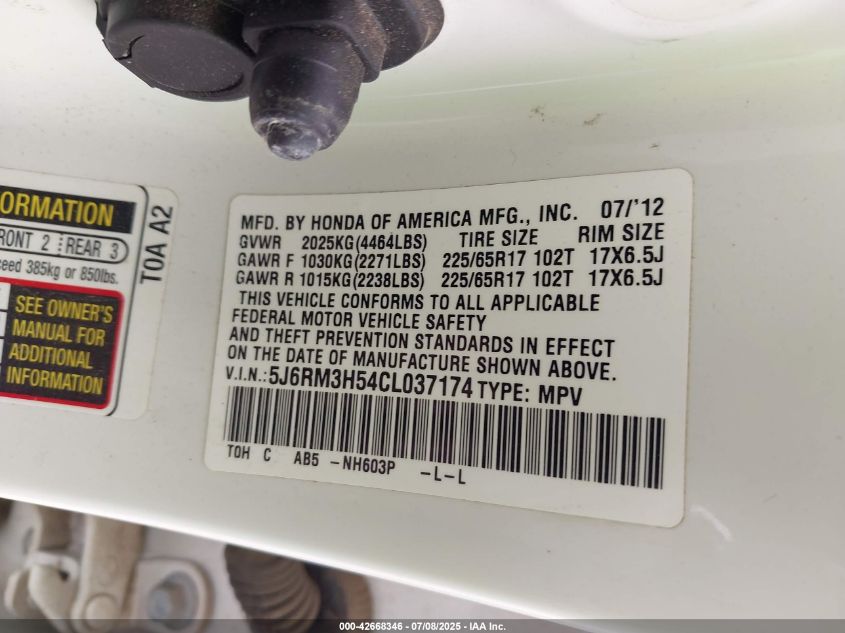 ORMATION
RONT 2 REAR 3
ceed 385kg or 850lbs.
SEE OWNER'S
MANUAL FOR
ADDITIONAL
INFORMATION
T0A A2
MFD. BY HONDA OF AMERICA MFG., INC. 07/'12
GVWR 2025KG(4464LBS) TIRE SIZE RIM SIZE
GAWR F 1030KG(2271LBS) 225/65R17 102T 17X6.5J
GAWR R 1015KG(2238LBS) 225/65R17 102T 17X6.5J
THIS VEHICLE CONFORMS TO ALL APPLICABLE
FEDERAL MOTOR VEHICLE SAFETY
AND THEFT PREVENTION STANDARDS IN EFFECT
ON THE DATE OF MANUFACTURE SHOWN ABOVE.
V.I.N.:5J6RM3H54CL037174 TYPE: MPV
T0H C AB5 -NH603P -L-L
000-42668346 - 07/08/2025 - IAA Inc.